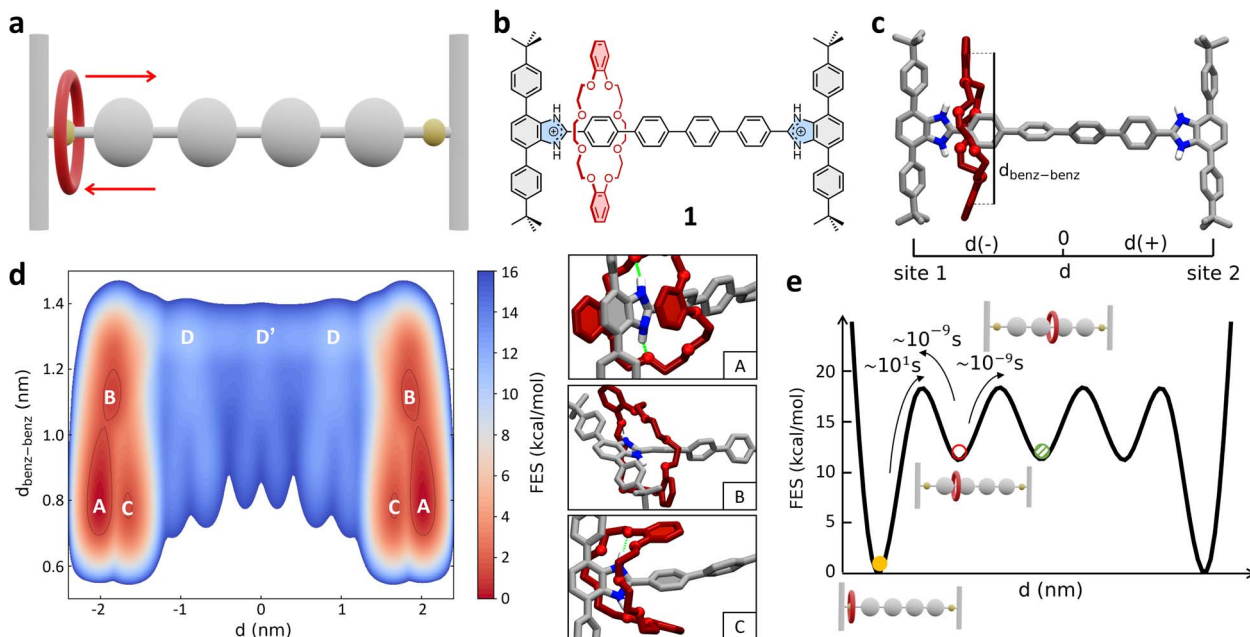 a
b
NH
⊕
N
H
O
O
O
O
O
O
O
O
H
N
⊕
N
H
1
c
d_benz−benz
0
d(-)
d(+)
site 1
d
site 2
d
1.4
1.2
1.0
0.8
0.6
d_benz−benz (nm)
D
D'
D
B
B
A
C
C
A
-2
-1
0
1
2
d (nm)
16
14
12
10
8
6
4
2
0
FES (kcal/mol)
A
B
C
e
~10⁻⁹s
~10¹s
~10⁻⁹s
20
15
10
5
0
FES (kcal/mol)
d (nm)